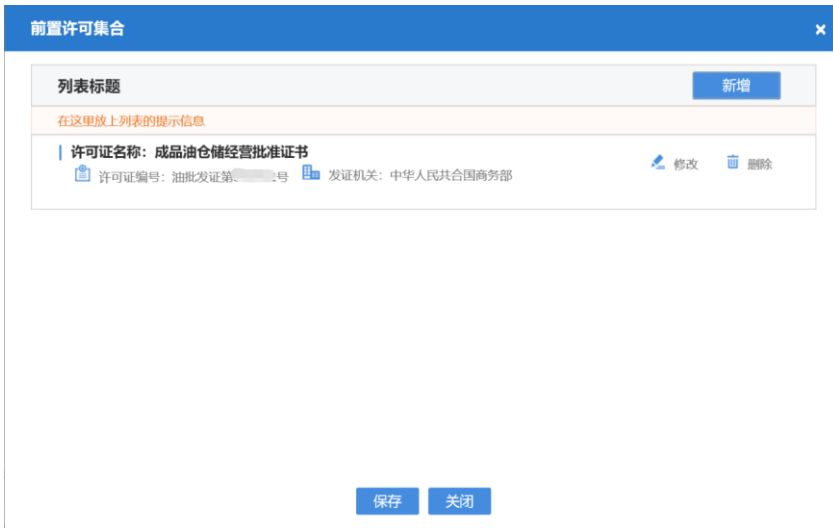 前置许可集合
列表标题 新增
在这里放上列表的提示信息
许可证名称：成品油仓储经营批准证书 修改 删除
许可证编号：油批发证第 号 发证机关：中华人民共合国商务部
保存 关闭